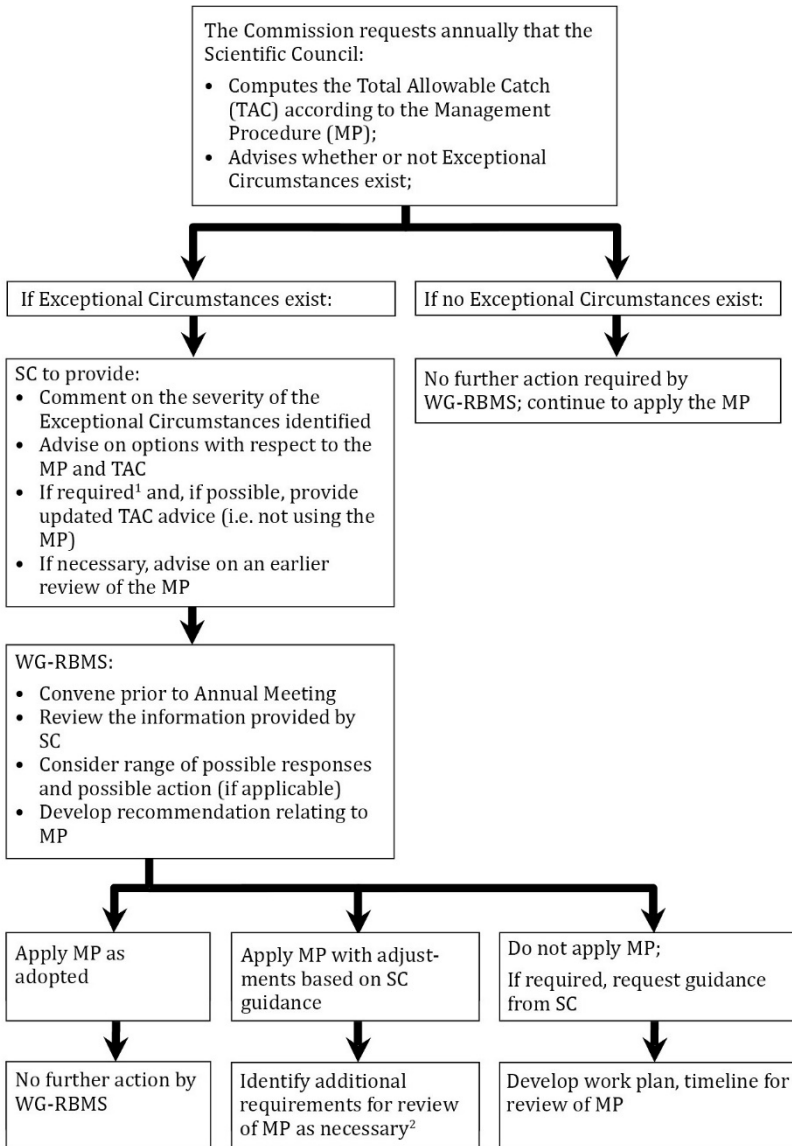 The Commission requests annually that the
Scientific Council:
• Computes the Total Allowable Catch
(TAC) according to the Management
Procedure (MP);
• Advises whether or not Exceptional
Circumstances exist;
If Exceptional Circumstances exist:
If no Exceptional Circumstances exist:
SC to provide:
• Comment on the severity of the
Exceptional Circumstances identified
• Advise on options with respect to the
MP and TAC
• If required¹ and, if possible, provide
updated TAC advice (i.e. not using the
MP)
• If necessary, advise on an earlier
review of the MP
No further action required by
WG-RBMS; continue to apply the MP
WG-RBMS:
• Convene prior to Annual Meeting
• Review the information provided by
SC
• Consider range of possible responses
and possible action (if applicable)
• Develop recommendation relating to
MP
Apply MP as
adopted
Apply MP with adjust-
ments based on SC
guidance
Do not apply MP;
If required, request guidance
from SC
No further action by
WG-RBMS
Identify additional
requirements for review
of MP as necessary²
Develop work plan, timeline for
review of MP